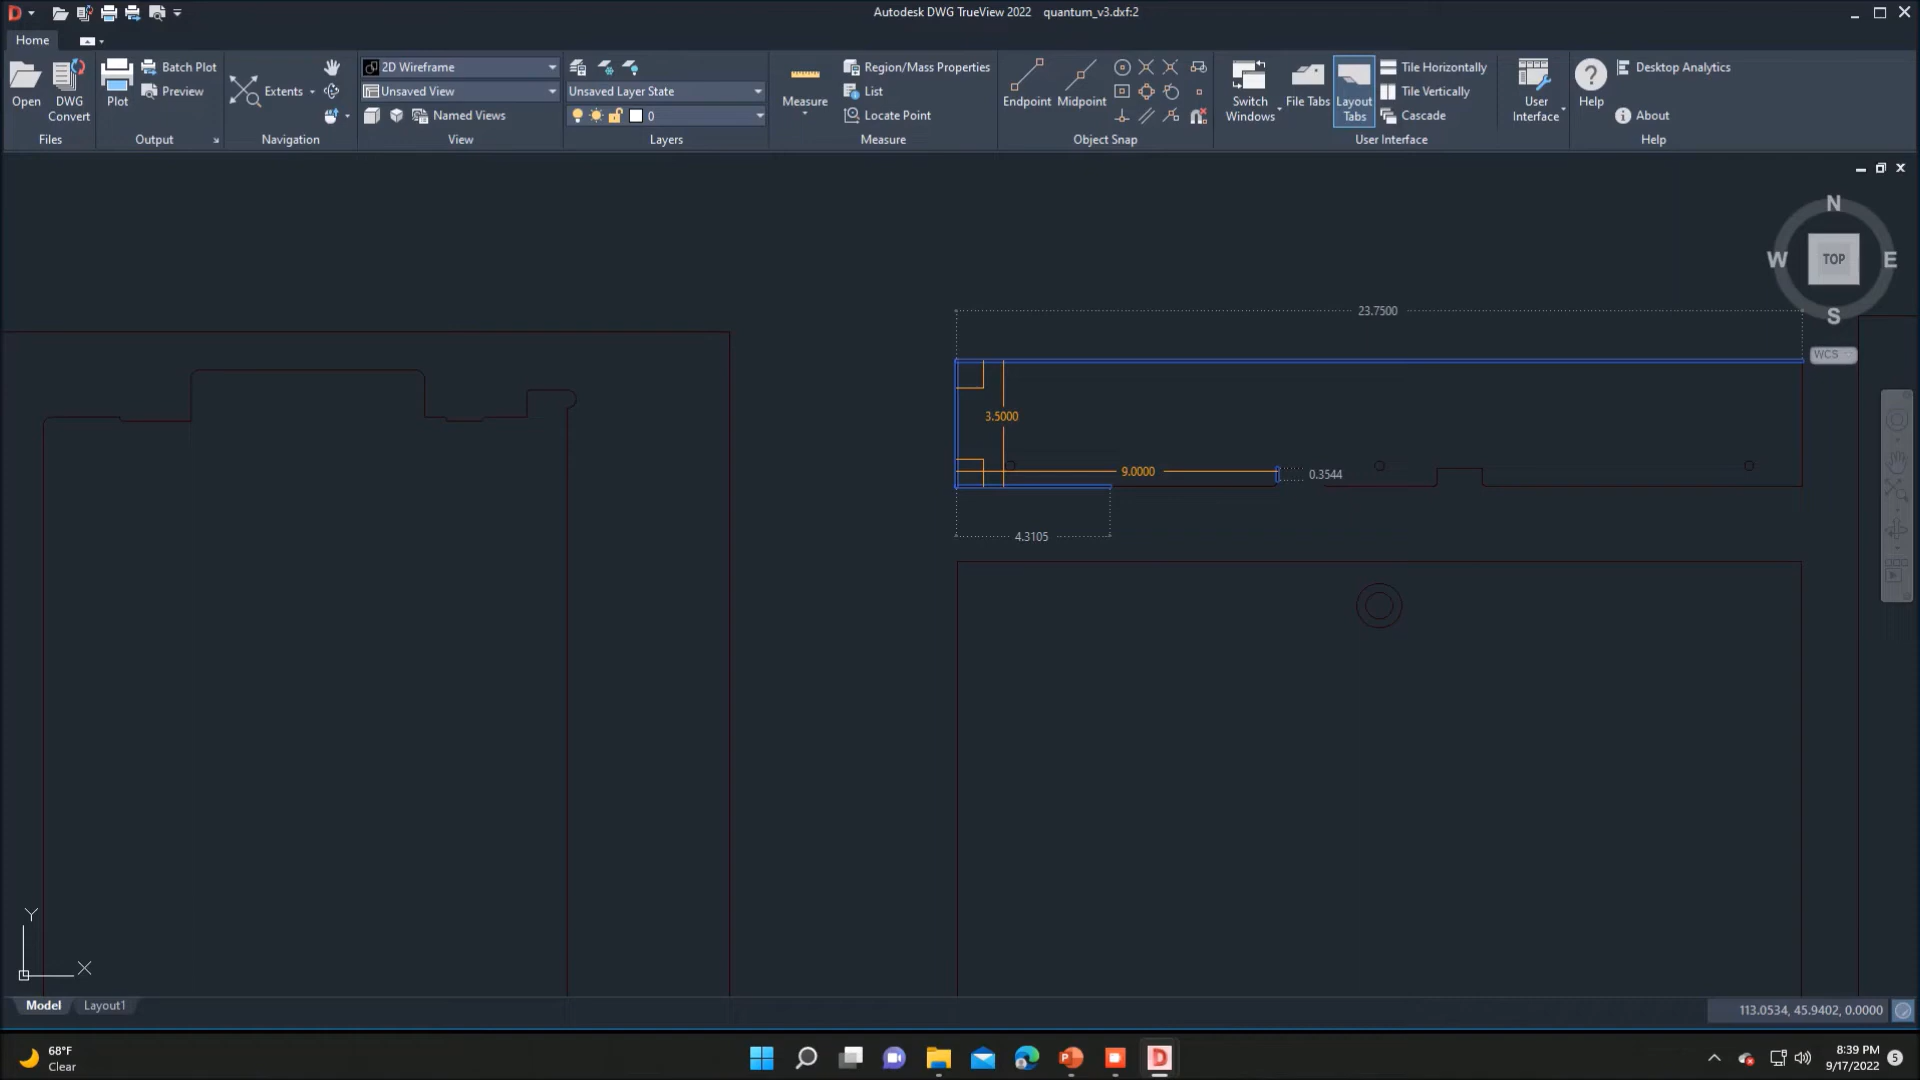 Autodesk DWG TrueView 2022 quantum_v3.dxf:2
Home
Open
DWG Convert
Files
Plot
Batch Plot
Preview
Output
Extents
Navigation
2D Wireframe
Unsaved View
Named Views
View
Unsaved Layer State
0
Layers
Measure
Region/Mass Properties
List
Locate Point
Measure
Endpoint
Midpoint
Object Snap
Switch Windows
File Tabs
Layout Tabs
Tile Horizontally
Tile Vertically
Cascade
User Interface
User Interface
Help
Desktop Analytics
About
Help
N
W
TOP
E
S
WCS
23.7500
3.5000
9.0000
0.3544
4.3105
Y
X
Model
Layout1
113.0534, 45.9402, 0.0000
68°F
Clear
8:39 PM
9/17/2022
5